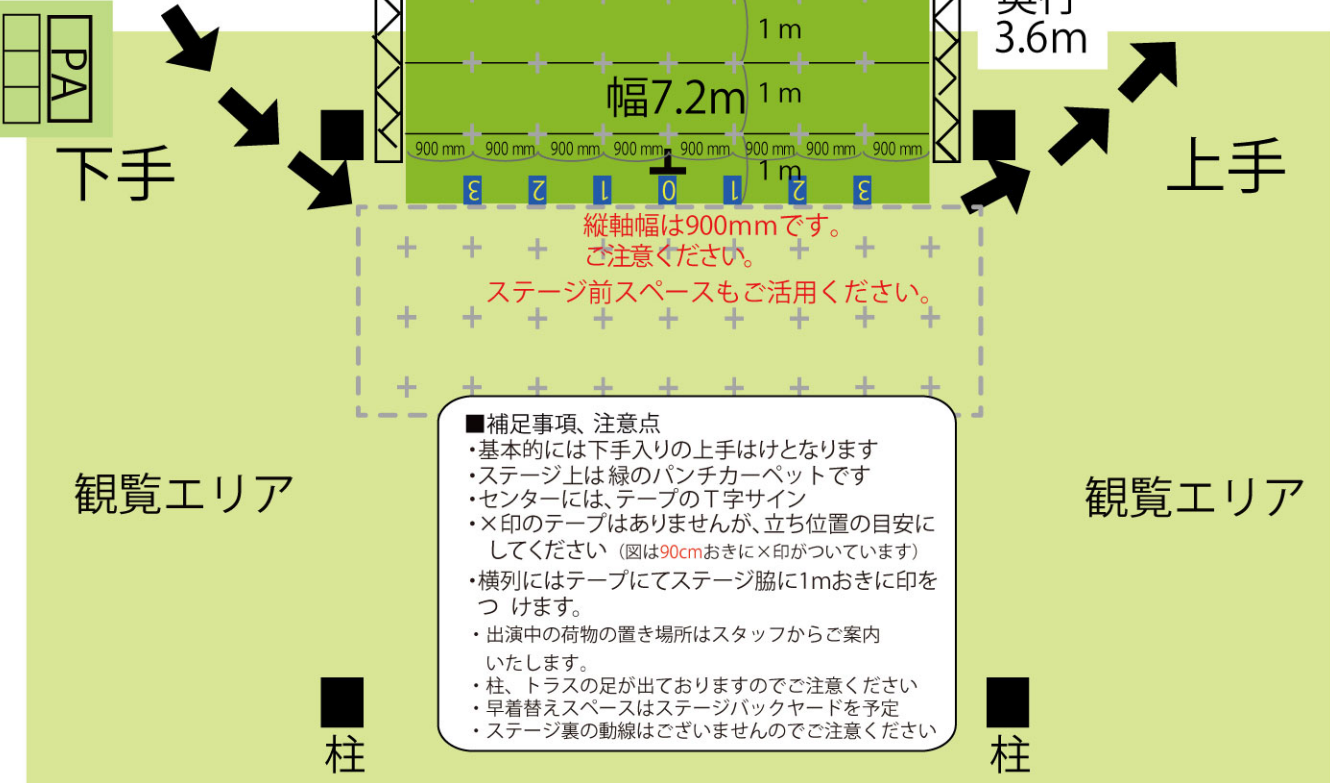 奥行
3.6m
1 m
PA
幅7.2m 1 m
下手
上手
900 mm 900 mm 900 mm 900 mm 900 mm 900 mm 900 mm 900 mm
1 m
3 2 1 0 1 2 3
縦軸幅は900mmです。
ご注意ください。
ステージ前スペースもご活用ください。
■補足事項、注意点
・基本的には下手入りの上手はけとなります
・ステージ上は緑のパンチカーペットです
・センターには、テープのT字サイン
・×印のテープはありませんが、立ち位置の目安に
してください（図は90cmおきに×印がついています）
・横列にはテープにてステージ脇に1mおきに印を
つ けます。
・出演中の荷物の置き場所はスタッフからご案内
いたします。
・柱、トラスの足が出ておりますのでご注意ください
・早着替えスペースはステージバックヤードを予定
・ステージ裏の動線はございませんのでご注意ください
観覧エリア
観覧エリア
柱
柱